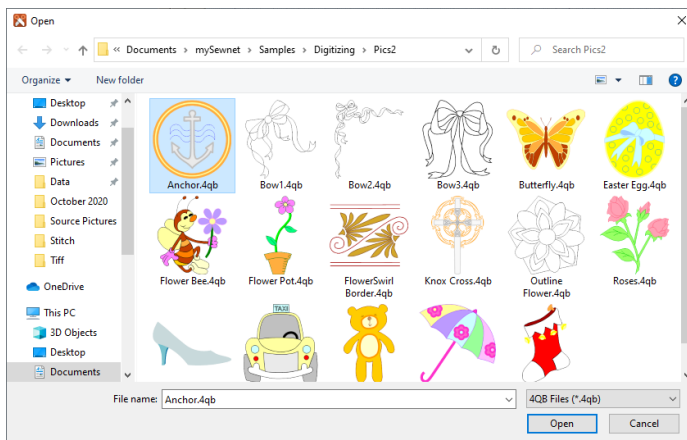 Open
« Documents › mySewnet › Samples › Digitizing › Pics2
Search Pics2
Organize
New folder
Desktop
Downloads
Documents
Pictures
Data
October 2020
Source Pictures
Stitch
Tiff
OneDrive
This PC
3D Objects
Desktop
Documents
Anchor.4qb
Bow1.4qb
Bow2.4qb
Bow3.4qb
Butterfly.4qb
Easter Egg.4qb
Flower Bee.4qb
Flower Pot.4qb
FlowerSwirl
Border.4qb
Knox Cross.4qb
Outline
Flower.4qb
Roses.4qb
TAXI
File name:
Anchor.4qb
4QB Files (*.4qb)
Open
Cancel